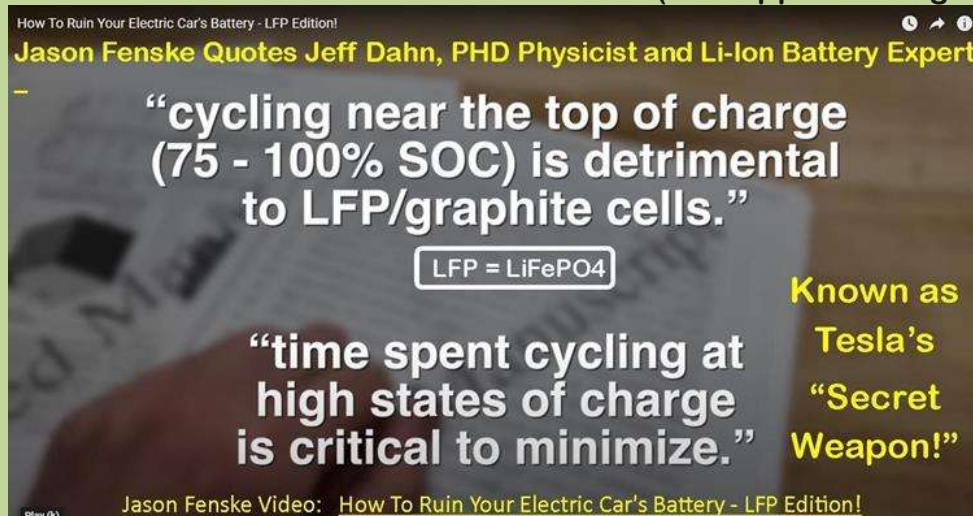 How To Ruin Your Electric Car's Battery - LFP Edition!
Jason Fenske Quotes Jeff Dahn, PHD Physicist and Li-Ion Battery Expert
–
“cycling near the top of charge
(75 - 100% SOC) is detrimental
to LFP/graphite cells.”
LFP = LiFePO4
Known as
Tesla’s
“Secret
Weapon!”
“time spent cycling at
high states of charge
is critical to minimize.”
Jason Fenske Video: How To Ruin Your Electric Car's Battery - LFP Edition!
Play (k)